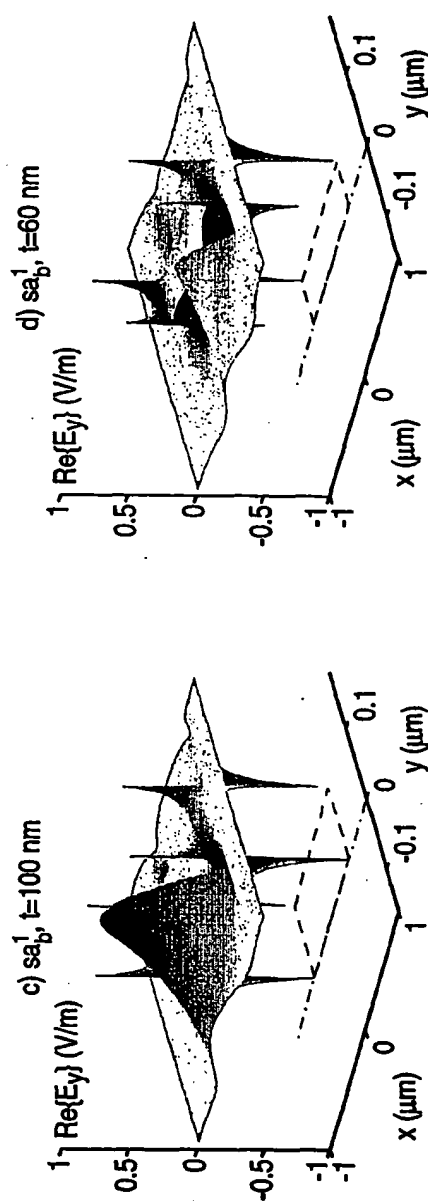 c) sa_b^1, t=100 nm
Re{E_y} (V/m)
1
0.5
0
-0.5
-1
-1
0
1
x (μm)
-0.1
0
0.1
y (μm)
d) sa_b^1, t=60 nm
Re{E_y} (V/m)
1
0.5
0
-0.5
-1
-1
0
1
x (μm)
-0.1
0
0.1
y (μm)